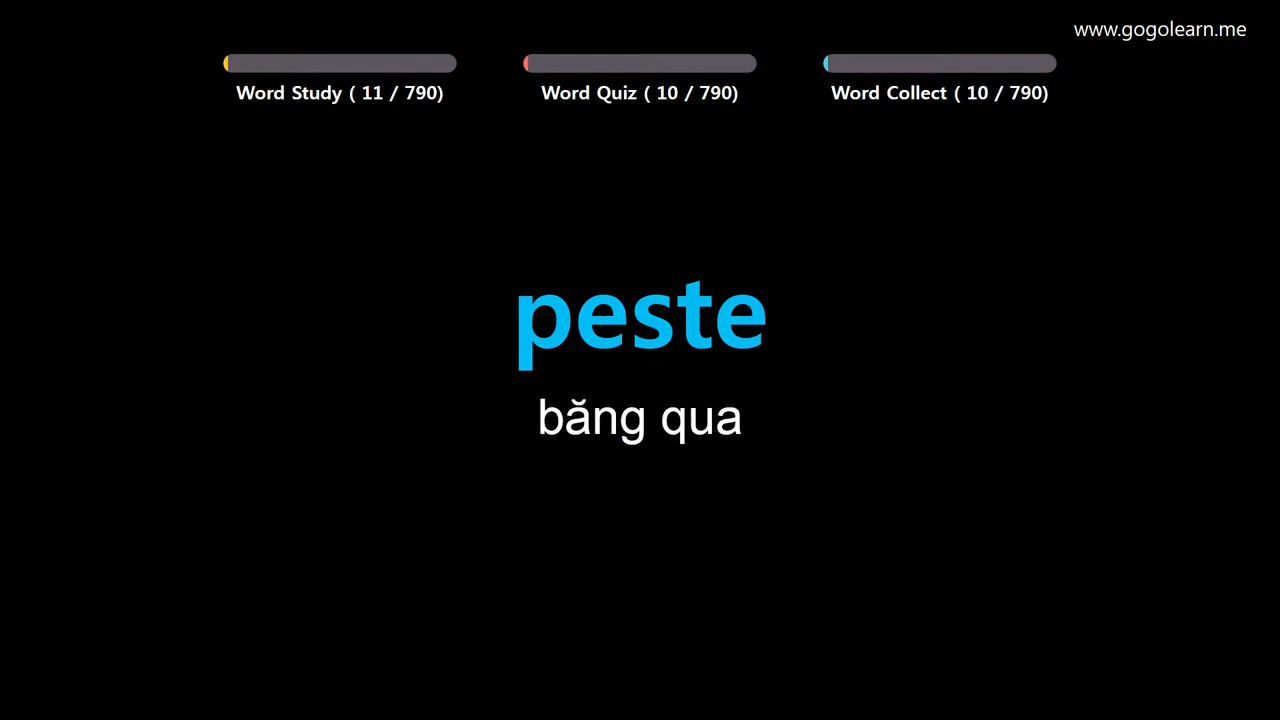 www.gogolearn.me
Word Study ( 11 / 790)
Word Quiz ( 10 / 790)
Word Collect ( 10 / 790)
peste
băng qua